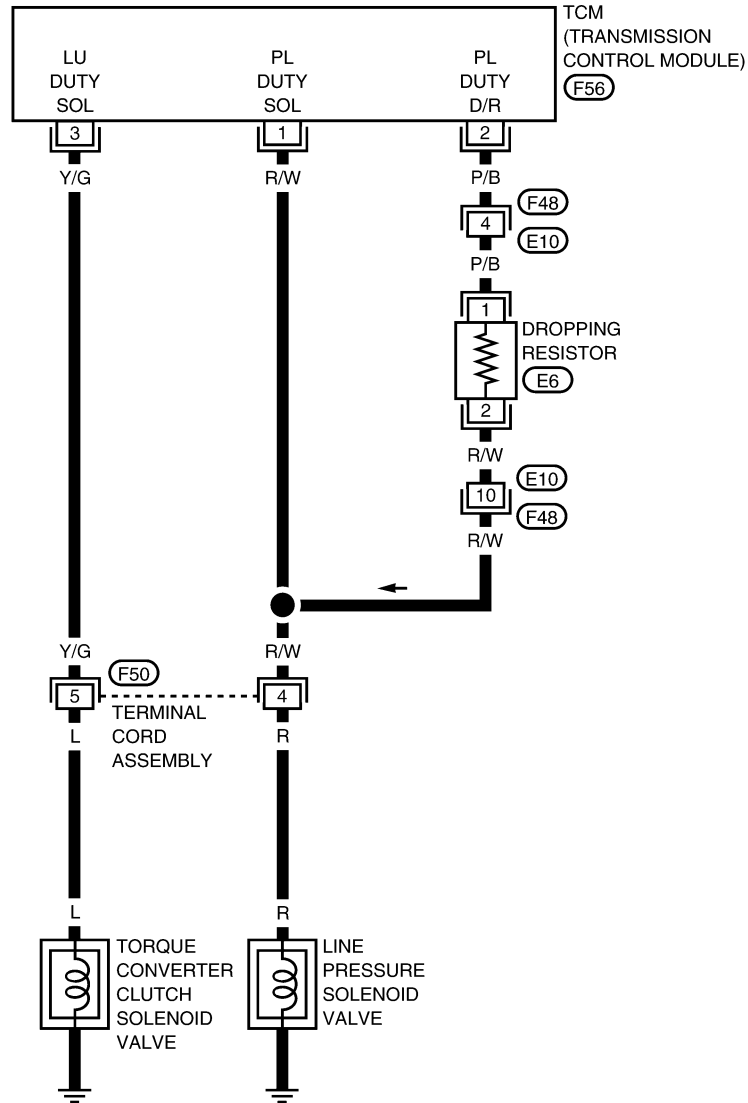 TCM
(TRANSMISSION
CONTROL MODULE)
F56
LU
DUTY
SOL
PL
DUTY
SOL
PL
DUTY
D/R
3
1
2
Y/G
R/W
P/B
F48
4
E10
P/B
1
DROPPING
RESISTOR
E6
2
R/W
E10
10
F48
R/W
Y/G
R/W
F50
5
4
TERMINAL
CORD
ASSEMBLY
L
R
L
R
TORQUE
CONVERTER
CLUTCH
SOLENOID
VALVE
LINE
PRESSURE
SOLENOID
VALVE